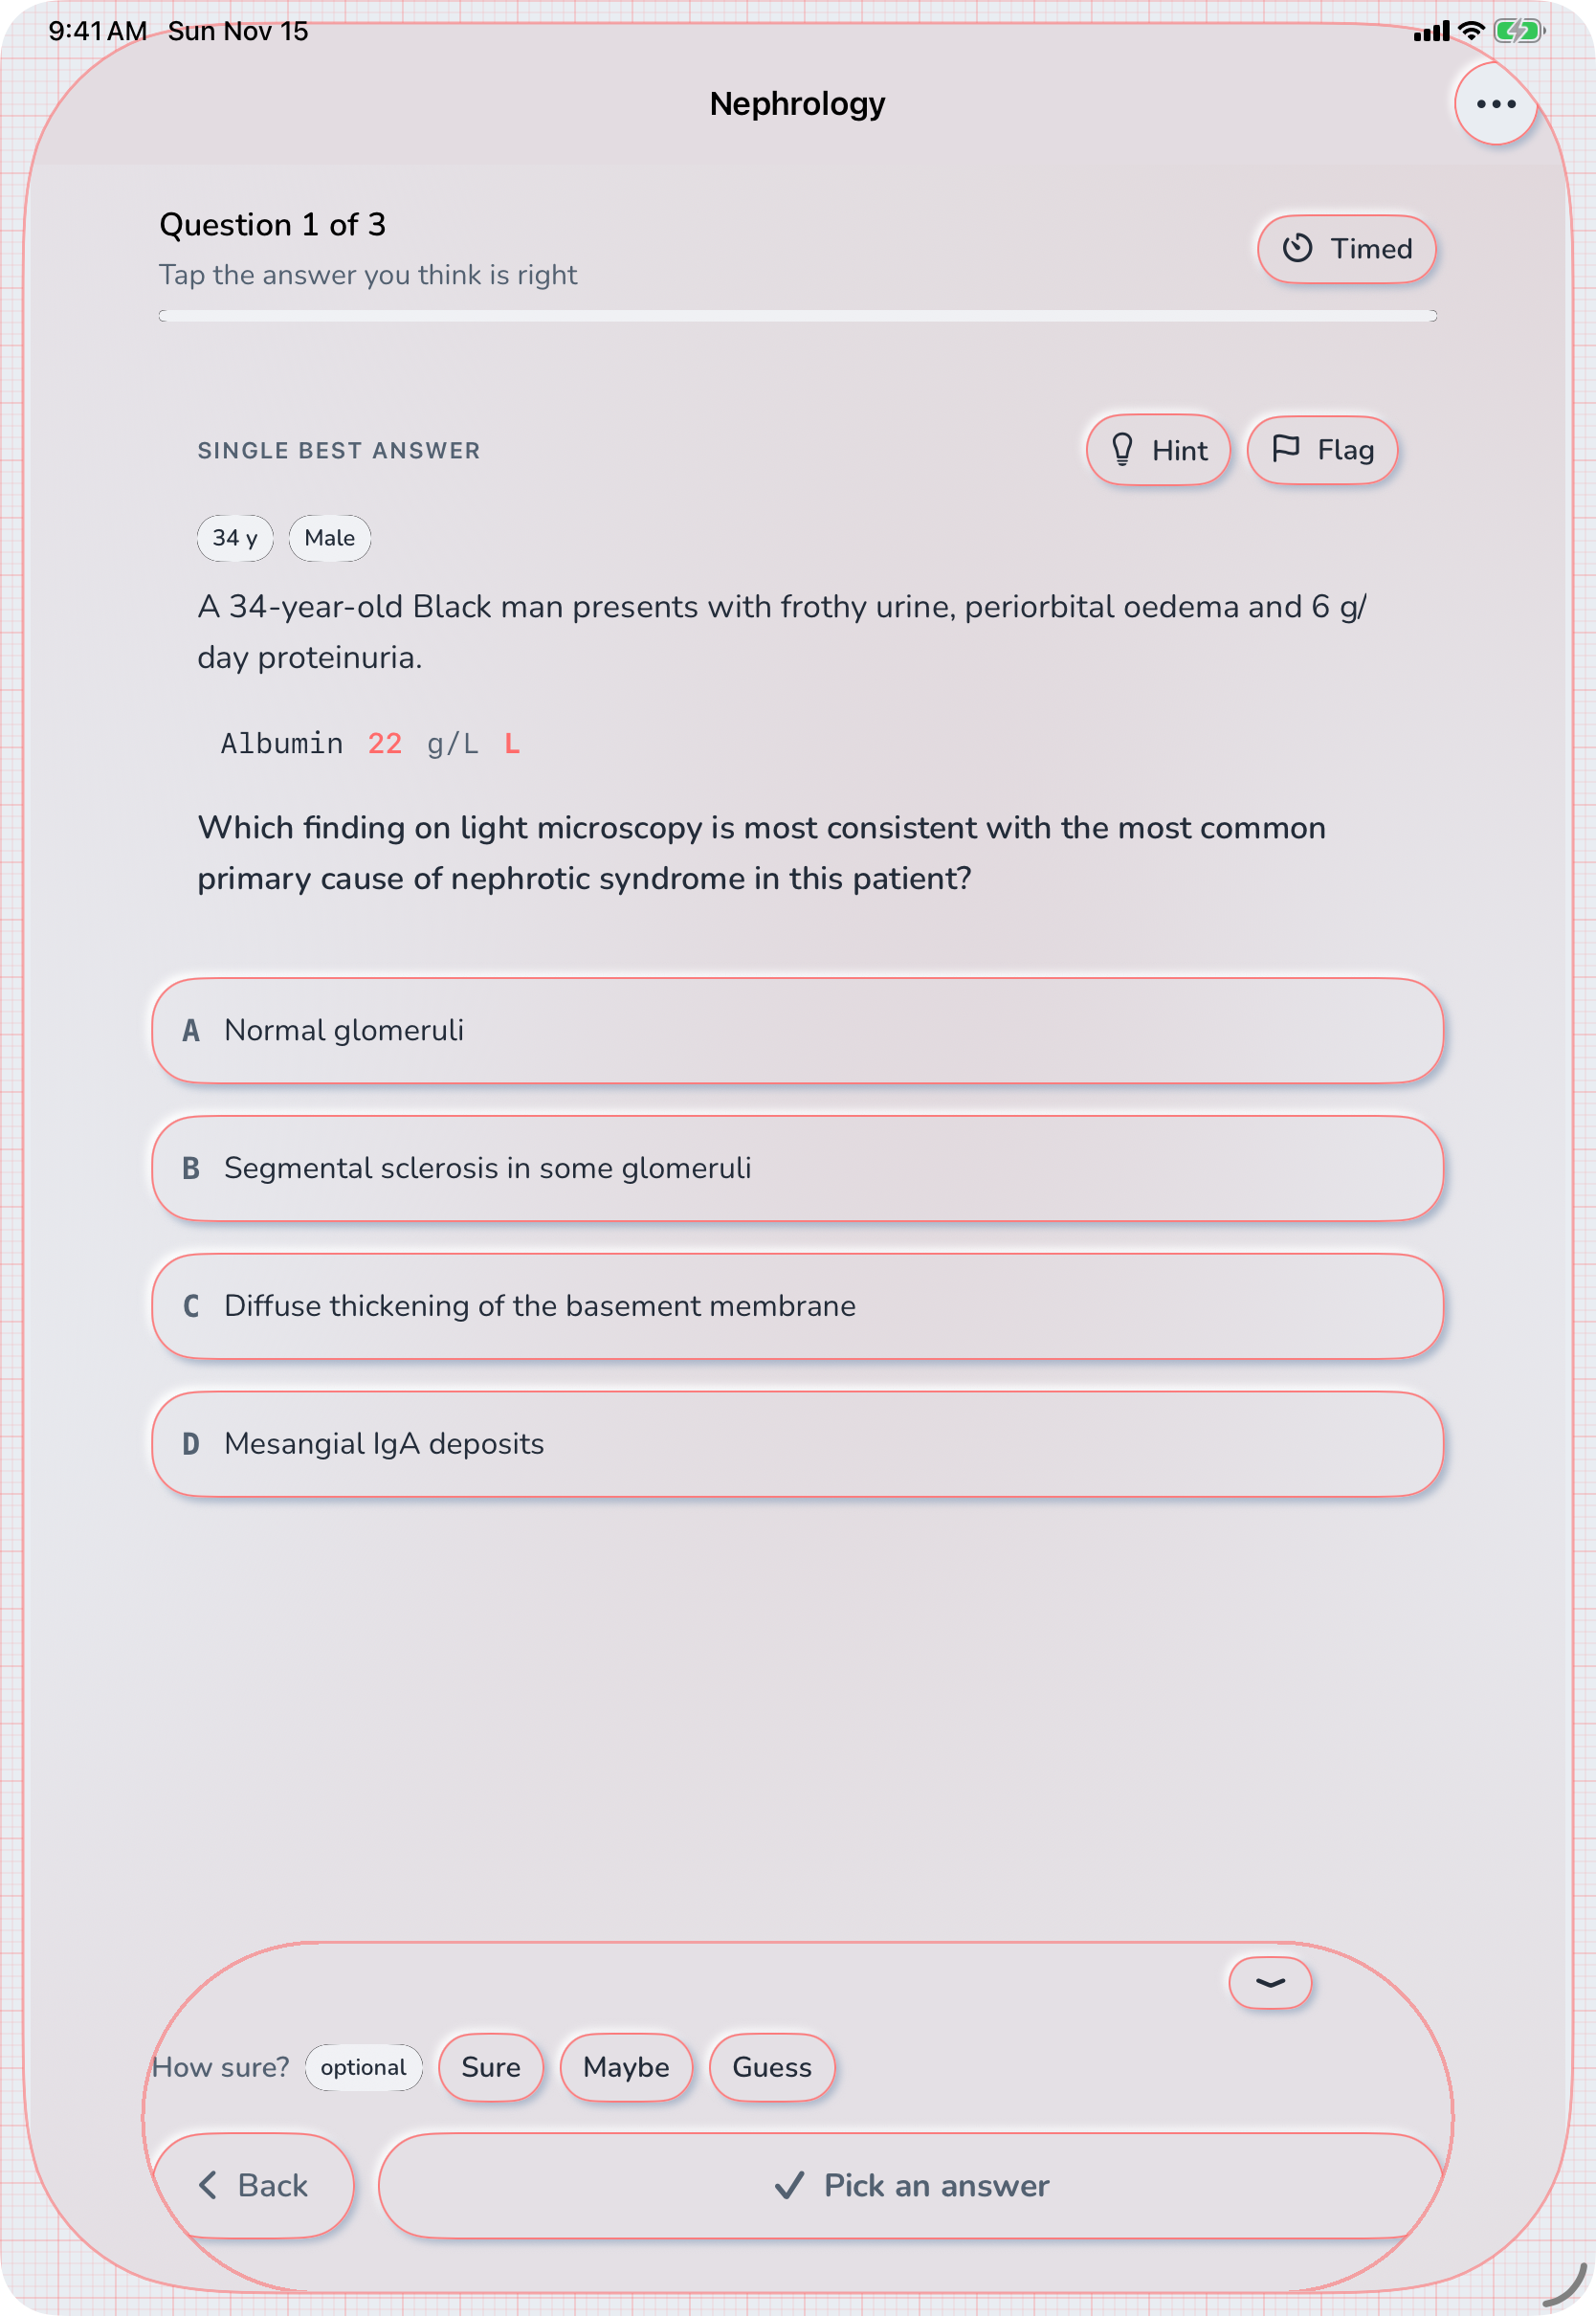 9:41 AM Sun Nov 15
Nephrology
Question 1 of 3
Tap the answer you think is right
Timed
SINGLE BEST ANSWER
Hint
Flag
34 y
Male
A 34-year-old Black man presents with frothy urine, periorbital oedema and 6 g/
day proteinuria.
Albumin 22 g/L L
Which finding on light microscopy is most consistent with the most common
primary cause of nephrotic syndrome in this patient?
A Normal glomeruli
B Segmental sclerosis in some glomeruli
C Diffuse thickening of the basement membrane
D Mesangial IgA deposits
How sure? optional Sure Maybe Guess
Back
Pick an answer